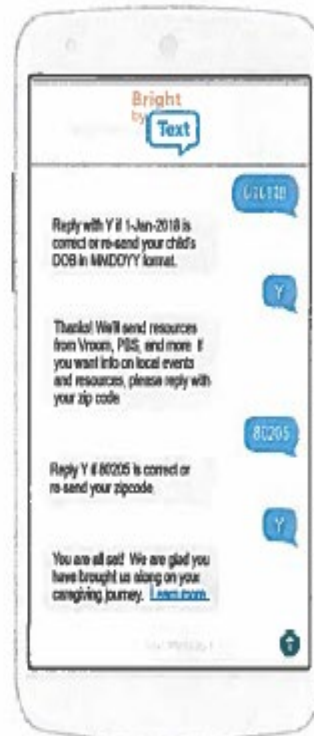 Bright
by
Text
010118
Reply with Y if 1-Jan-2018 is
correct or re-send your child's
DOB in MMDDYY format.
Y
Thanks! We'll send resources
from Vroom, PBS, and more. If
you want info on local events
and resources, please reply with
your zip code
80205
Reply Y if 80205 is correct or
re-send your zipcode
Y
You are all set! We are glad you
have brought us along on your
caregiving journey. Learn more.